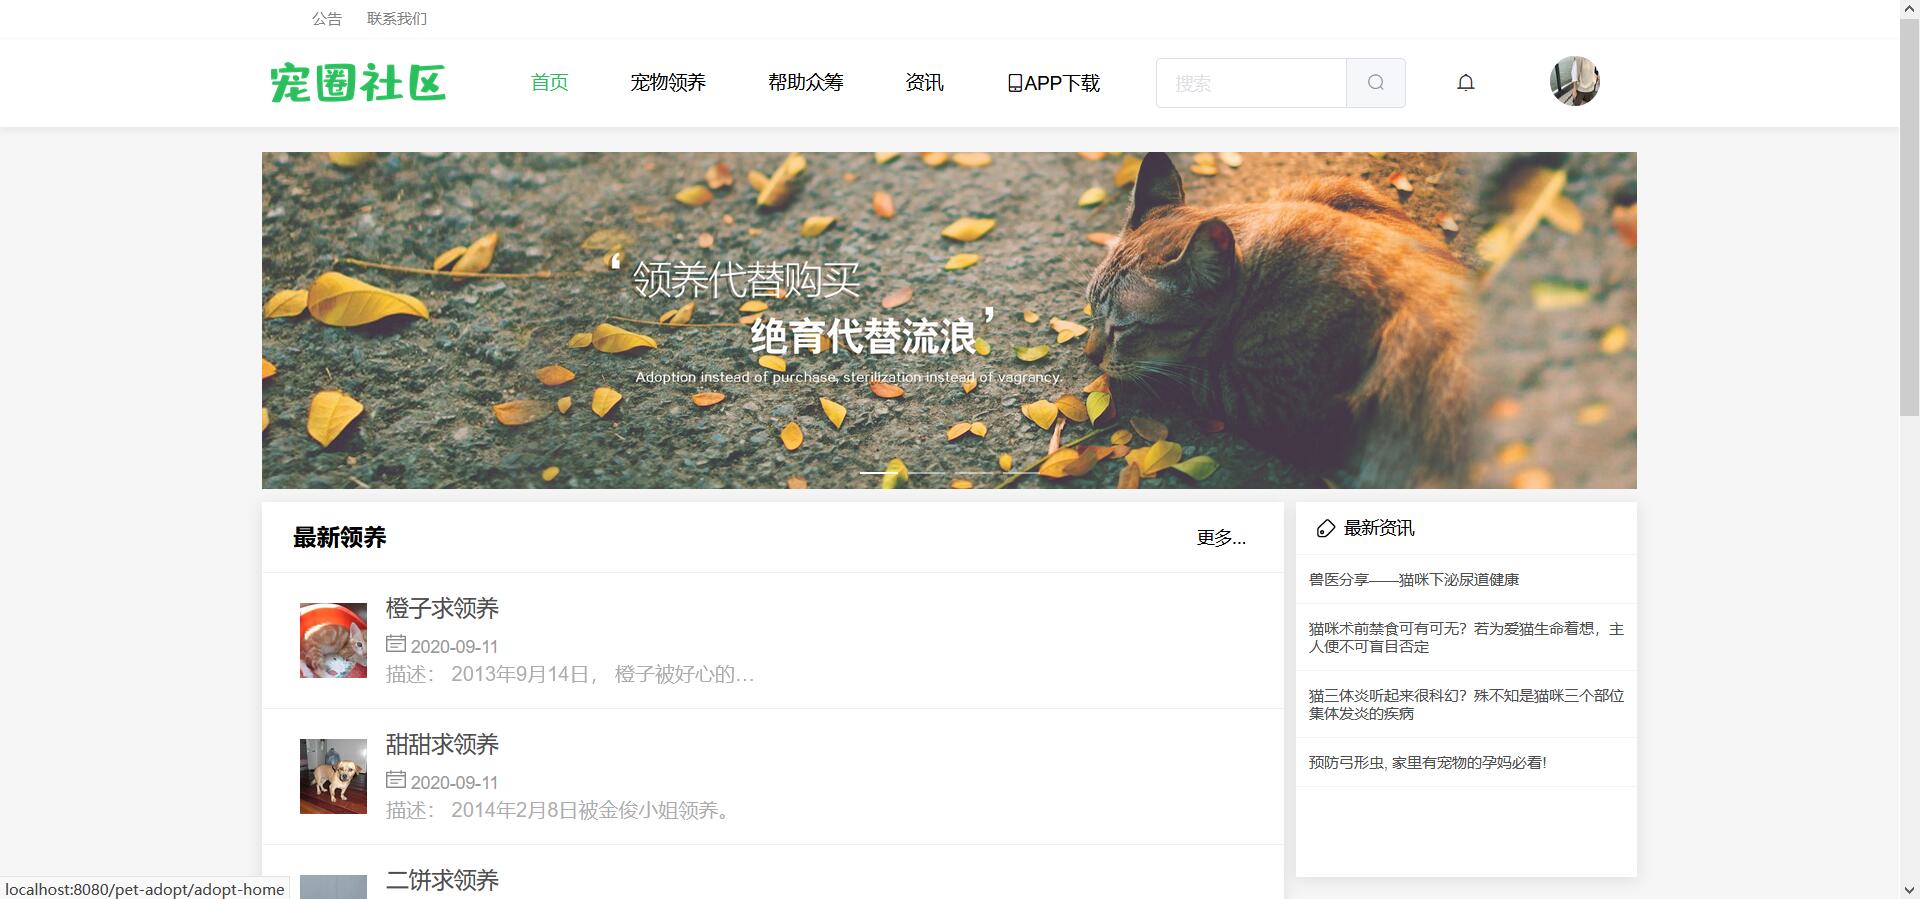 公告 联系我们
宠圈社区 首页 宠物领养 帮助众筹 资讯 APP下载 搜索
‘领养代替购买
绝育代替流浪’
Adoption instead of purchase, sterilization instead of vagrancy.
最新领养 更多...
橙子求领养
2020-09-11
描述： 2013年9月14日， 橙子被好心的…
甜甜求领养
2020-09-11
描述： 2014年2月8日被金俊小姐领养。
二饼求领养
最新资讯
兽医分享——猫咪下泌尿道健康
猫咪术前禁食可有可无？若为爱猫生命着想，主
人便不可盲目否定
猫三体炎听起来很科幻？殊不知是猫咪三个部位
集体发炎的疾病
预防弓形虫, 家里有宠物的孕妈必看!
localhost:8080/pet-adopt/adopt-home